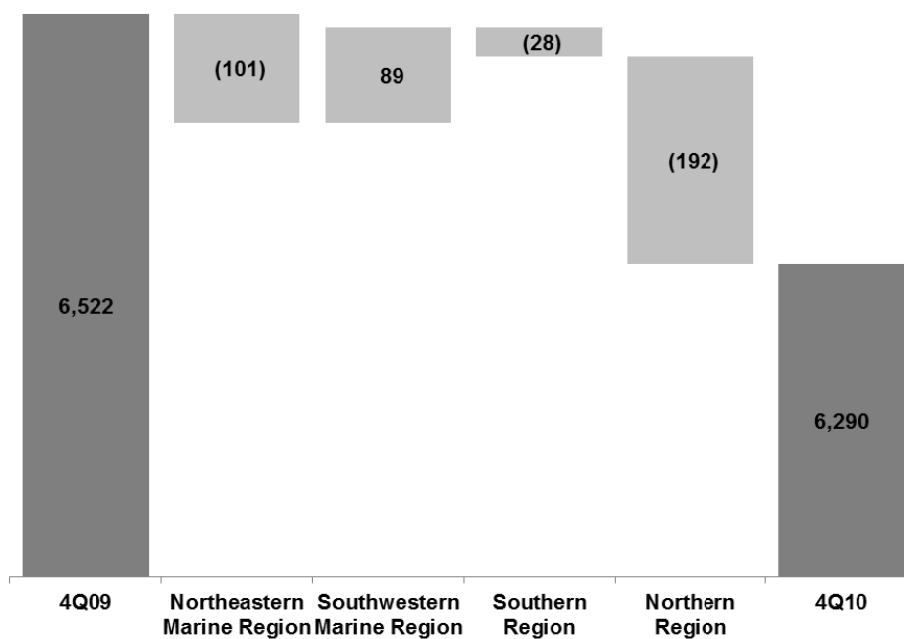 (101)
89
(28)
(192)
6,522
6,290
4Q09
Northeastern
Marine Region
Southwestern
Marine Region
Southern
Region
Northern
Region
4Q10